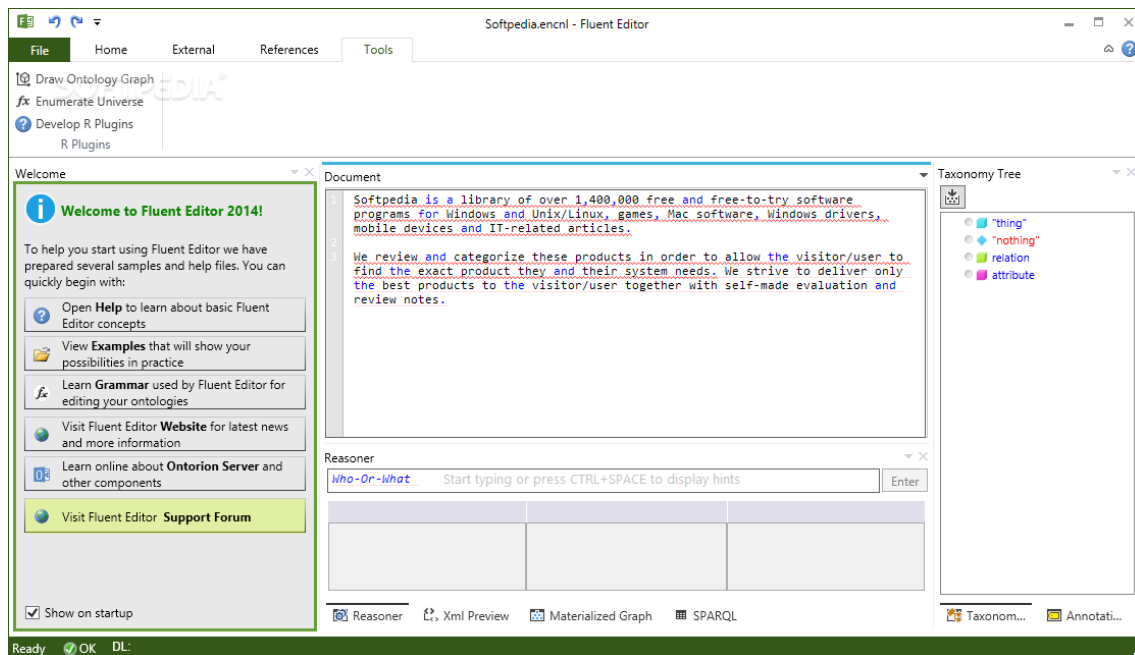 Softpedia.encnl - Fluent Editor
File
Home
External
References
Tools
Draw Ontology Graph
SOFTPEDIA®
fx Enumerate Universe
Develop R Plugins
R Plugins
Welcome
Welcome to Fluent Editor 2014!
To help you start using Fluent Editor we have
prepared several samples and help files. You can
quickly begin with:
Open Help to learn about basic Fluent
Editor concepts
View Examples that will show your
possibilities in practice
fx Learn Grammar used by Fluent Editor for
editing your ontologies
Visit Fluent Editor Website for latest news
and more information
Learn online about Ontorion Server and
other components
Visit Fluent Editor Support Forum
Show on startup
Document
1 Softpedia is a library of over 1,400,000 free and free-to-try software
programs for Windows and Unix/Linux, games, Mac software, Windows drivers,
mobile devices and IT-related articles.
2
3 We review and categorize these products in order to allow the visitor/user to
find the exact product they and their system needs. We strive to deliver only
the best products to the visitor/user together with self-made evaluation and
review notes.
Reasoner
Who-Or-What Start typing or press CTRL+SPACE to display hints
Enter
Reasoner
Xml Preview
Materialized Graph
SPARQL
Taxonomy Tree
"thing"
"nothing"
relation
attribute
Taxonom...
Annotati...
Ready
OK
DL: